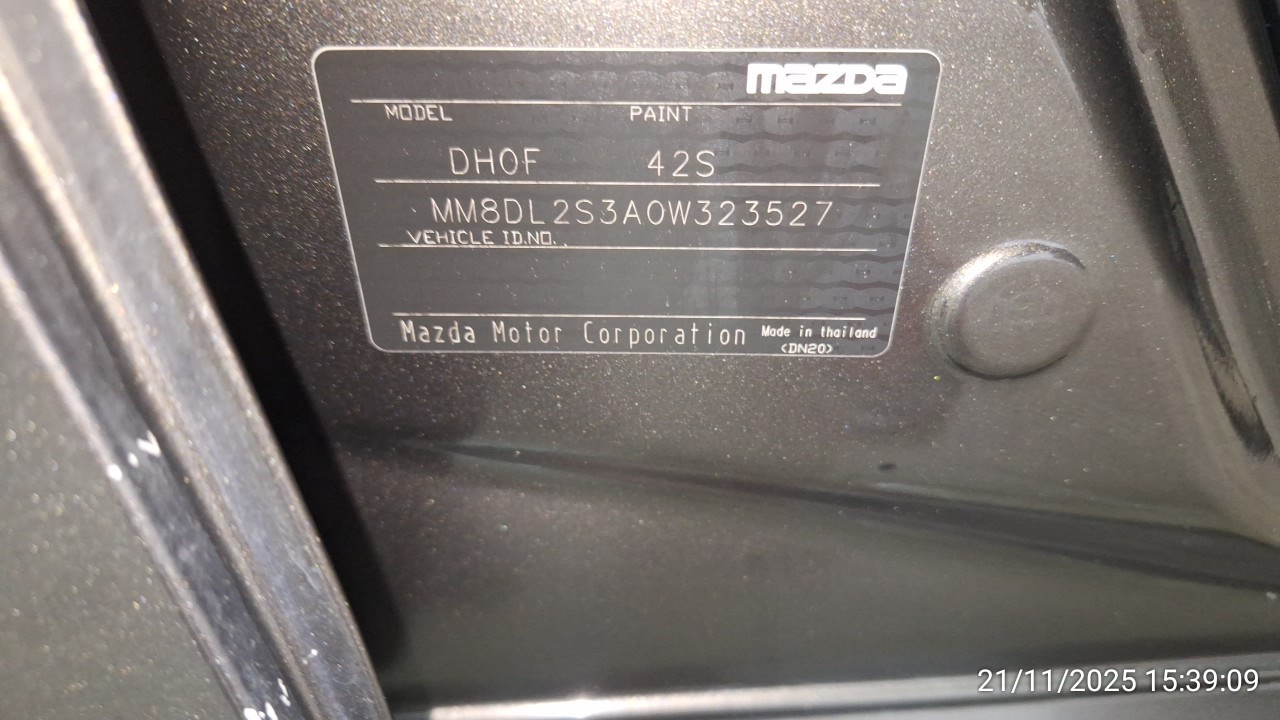 mazda
MODEL PAINT
DH0F 42S
MM8DL2S3A0W323527
VEHICLE ID.NO.
Mazda Motor Corporation Made in thailand
<DN20>
21/11/2025 15:39:09